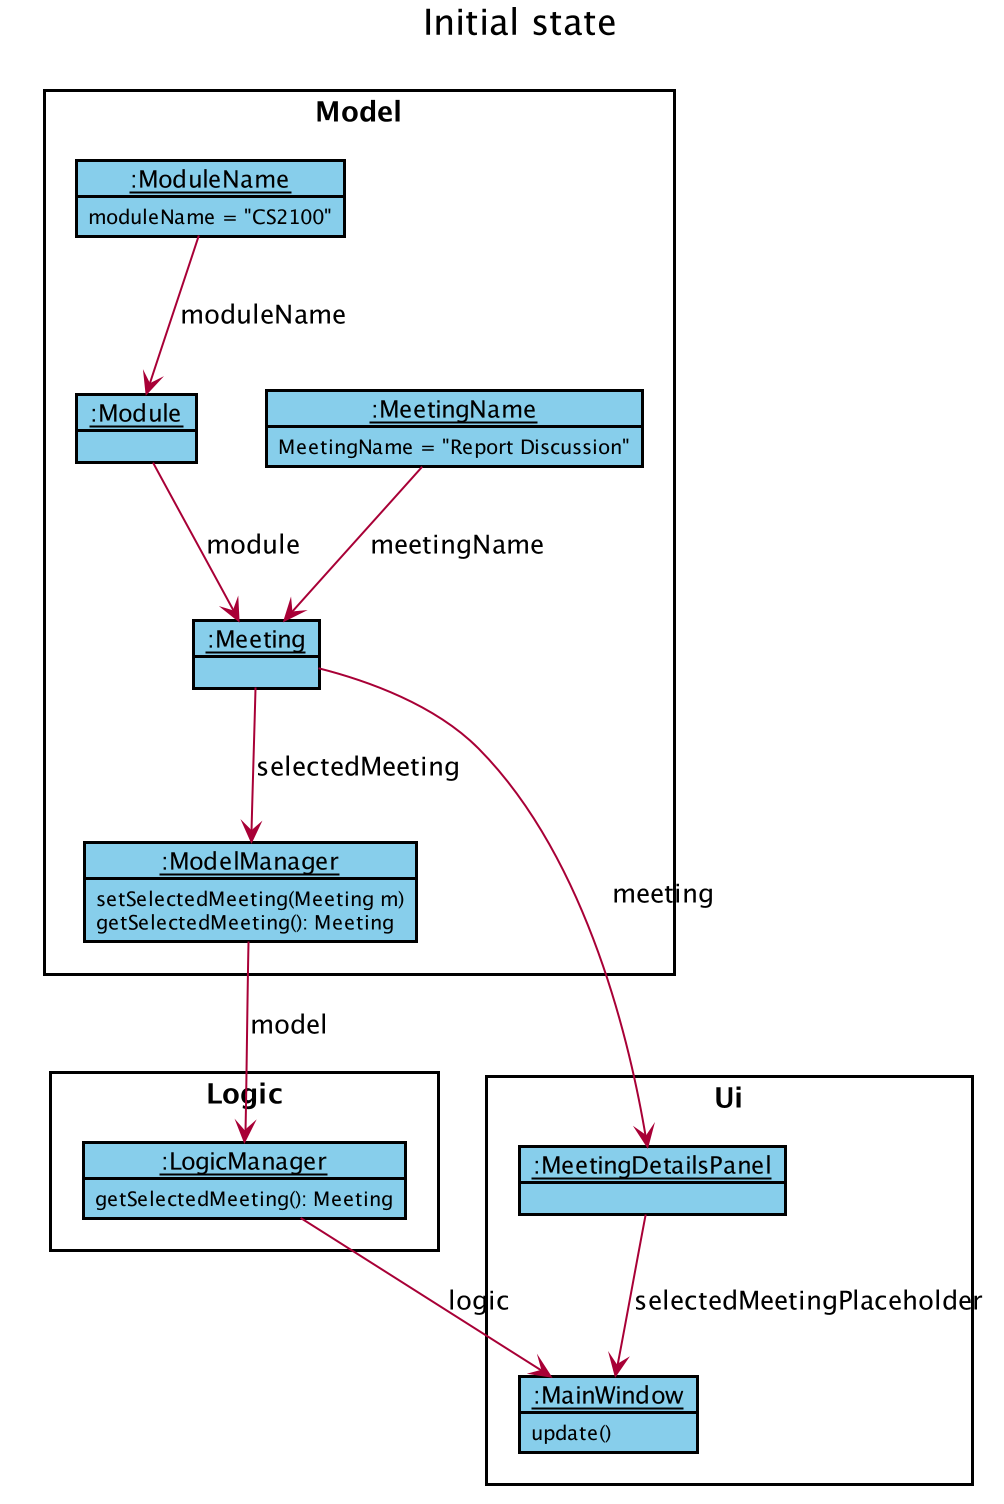 Initial state
Model
:ModuleName
moduleName = "CS2100"
moduleName
:Module
:MeetingName
MeetingName = "Report Discussion"
module
meetingName
:Meeting
selectedMeeting
:ModelManager
setSelectedMeeting(Meeting m)
getSelectedMeeting(): Meeting
meeting
model
Logic
:LogicManager
getSelectedMeeting(): Meeting
Ui
:MeetingDetailsPanel
logic
selectedMeetingPlaceholder
:MainWindow
update()